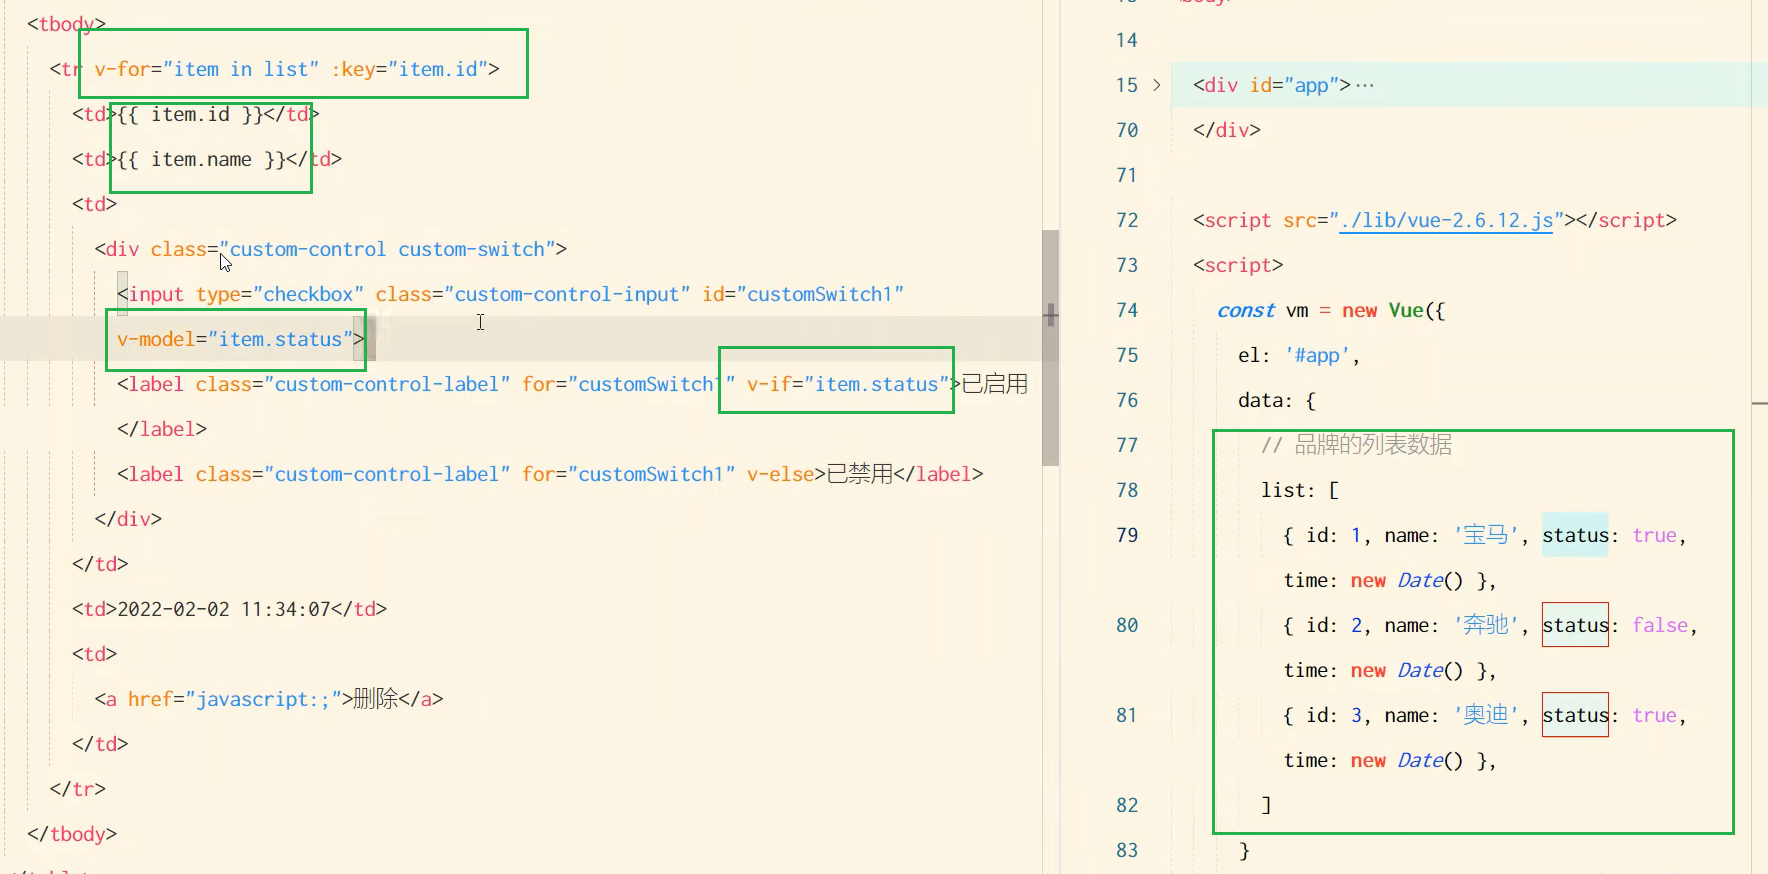 <tbody>
<tr v-for="item in list" :key="item.id">
<td>{{ item.id }}</td>
<td>{{ item.name }}</td>
<td>
<div class="custom-control custom-switch">
<input type="checkbox" class="custom-control-input" id="customSwitch1"
v-model="item.status">
<label class="custom-control-label" for="customSwitch1" v-if="item.status">已启用
</label>
<label class="custom-control-label" for="customSwitch1" v-else>已禁用</label>
</div>
</td>
<td>2022-02-02 11:34:07</td>
<td>
<a href="javascript:;">删除</a>
</td>
</tr>
</tbody>
14
15 <div id="app">···
70 </div>
71
72 <script src="./lib/vue-2.6.12.js"></script>
73 <script>
74 const vm = new Vue({
75 el: '#app',
76 data: {
77 // 品牌的列表数据
78 list: [
79 { id: 1, name: '宝马', status: true,
time: new Date() },
80 { id: 2, name: '奔驰', status: false,
time: new Date() },
81 { id: 3, name: '奥迪', status: true,
time: new Date() },
82 ]
83 }